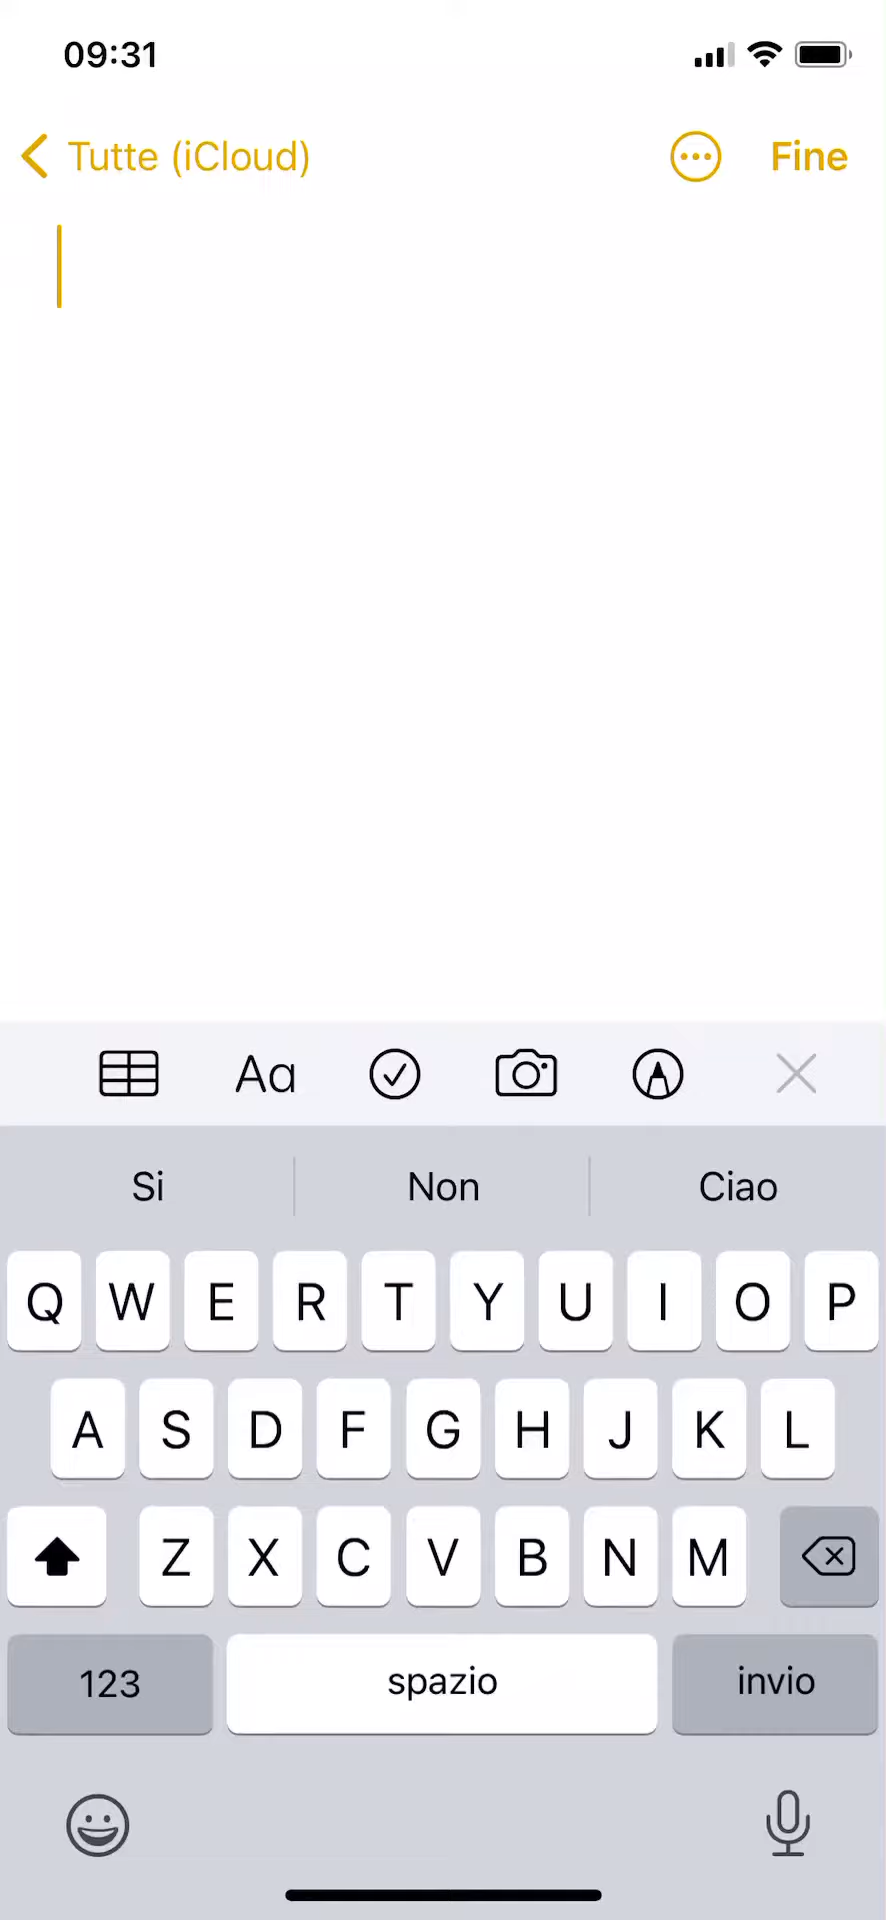 09:31
Tutte (iCloud) Fine
Aa
Si Non Ciao
Q W E R T Y U I O P
A S D F G H J K L
Z X C V B N M
123 spazio invio